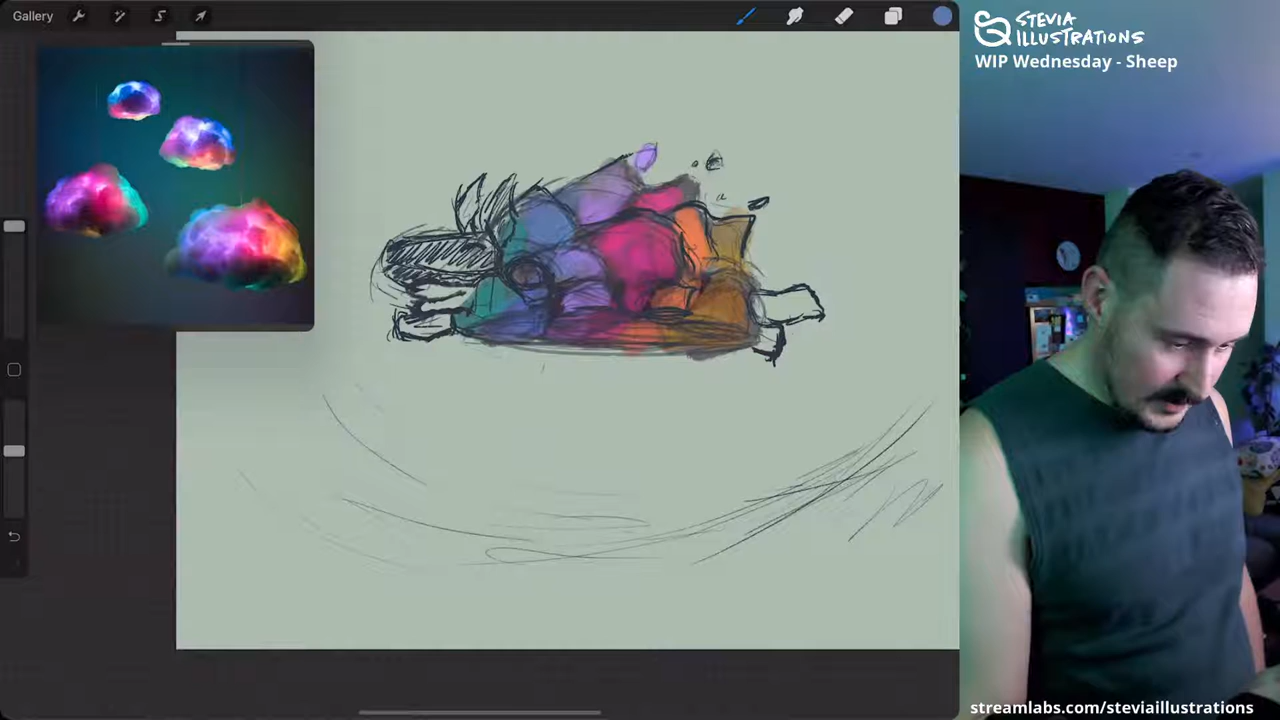 Gallery
STEVIA
ILLUSTRATIONS
WIP Wednesday - Sheep
streamlabs.com/steviaillustrations